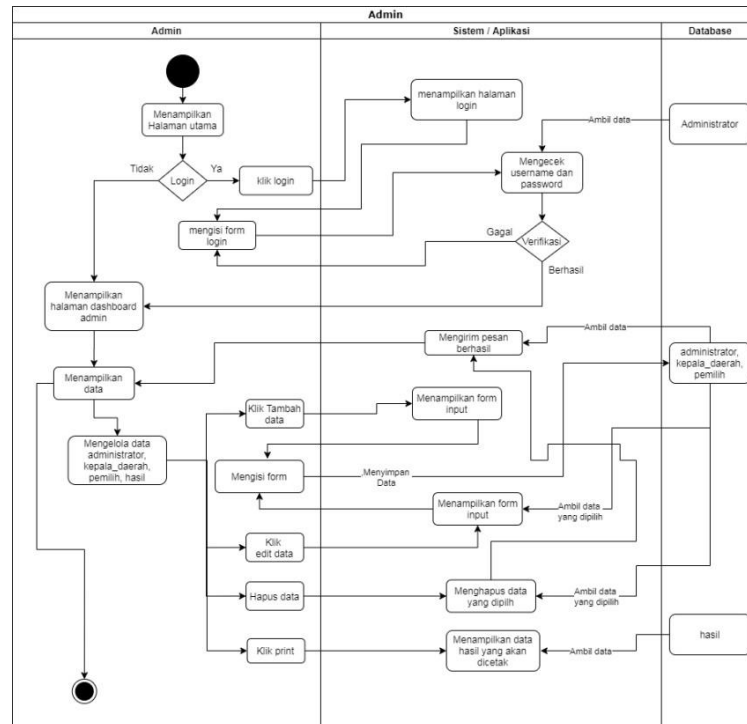 Admin
Admin
Sistem / Aplikasi
Database
Menampilkan
Halaman utama
menampilkan halaman
login
Ambil data
Administrator
Tidak
Login
Ya
klik login
Mengecek
username dan
password
mengisi form
login
Gagal
Verifikasi
Berhasil
Menampilkan
halaman dashboard
admin
Mengirim pesan
berhasil
Ambil data
administrator,
kepala_daerah,
pemilih
Menampilkan
data
Klik Tambah
data
Menampilkan form
input
Mengelola data
administrator,
kepala_daerah,
pemilih, hasil
Mengisi form
Menyimpan
Data
Menampilkan form
input
Ambil data
yang dipilih
Klik
edit data
Hapus data
Menghapus data
yang dipilh
Ambil data
yang dipilih
Klik print
Menampilkan data
hasil yang akan
dicetak
Ambil data
hasil